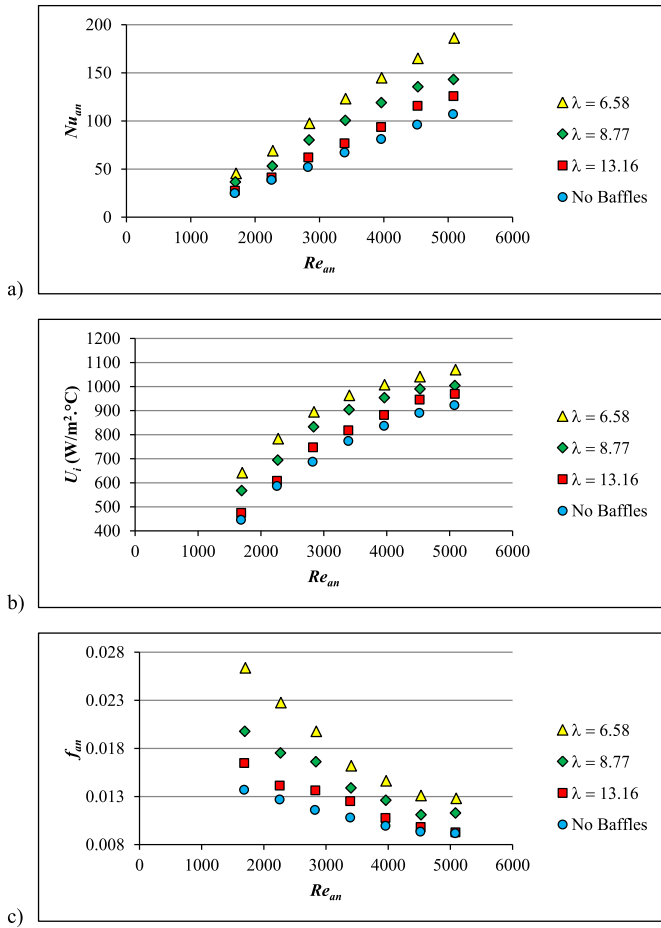 200
150
100
50
0
Nu_an
0 1000 2000 3000 4000 5000 6000
Re_an
λ = 6.58
λ = 8.77
λ = 13.16
No Baffles
a)
1200
1100
1000
900
800
700
600
500
400
U_i (W/m².°C)
0 1000 2000 3000 4000 5000 6000
Re_an
λ = 6.58
λ = 8.77
λ = 13.16
No Baffles
b)
0.028
0.023
0.018
0.013
0.008
f_an
0 1000 2000 3000 4000 5000 6000
Re_an
λ = 6.58
λ = 8.77
λ = 13.16
No Baffles
c)